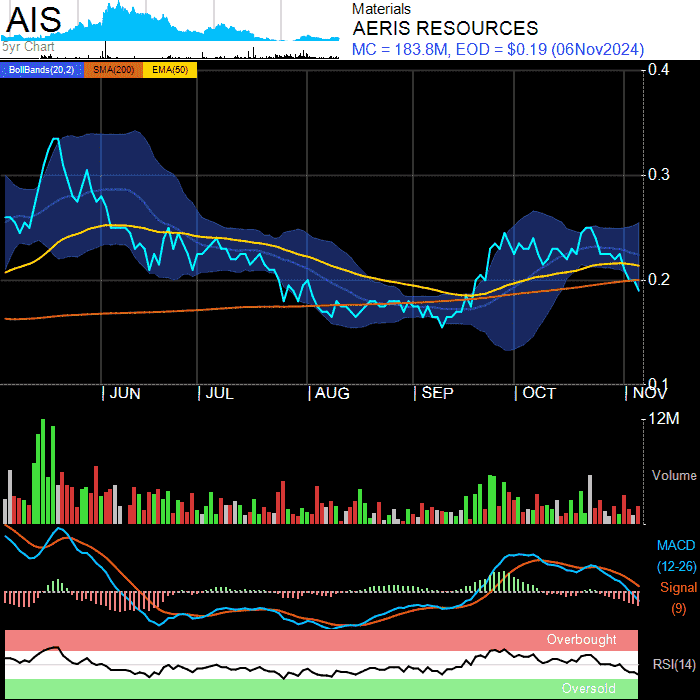 AIS
5yr Chart
Materials
AERIS RESOURCES
MC = 183.8M, EOD = $0.19 (06Nov2024)
BollBands(20,2) SMA(200) EMA(50)
0.4
0.3
0.2
0.1
JUN JUL AUG SEP OCT NOV
12M
Volume
MACD
(12-26)
Signal
(9)
Overbought
RSI(14)
Oversold